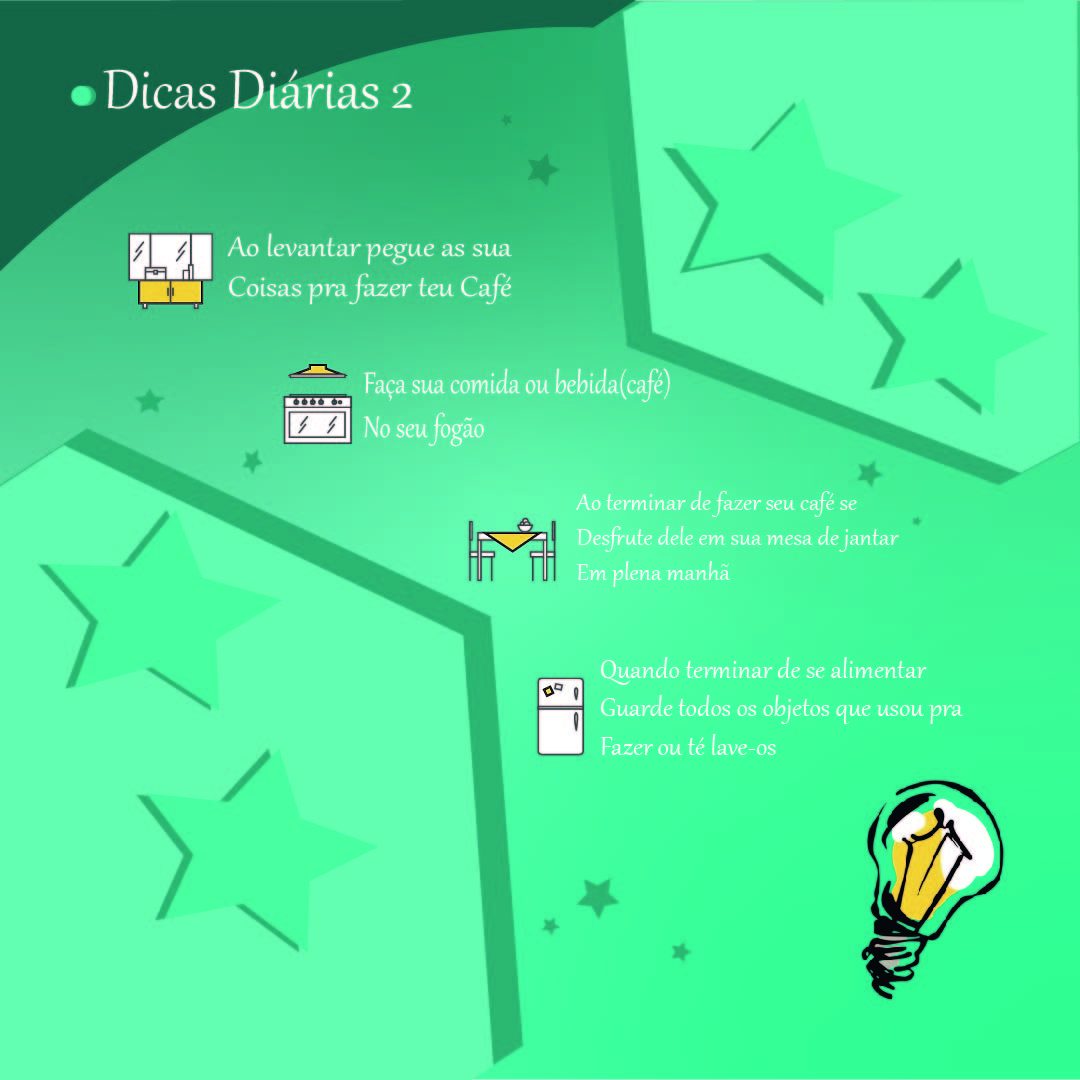 Dicas Diárias 2
Ao levantar pegue as sua
Coisas pra fazer teu Café
Faça sua comida ou bebida(café)
No seu fogão
Ao terminar de fazer seu café se
Desfrute dele em sua mesa de jantar
Em plena manhã
Quando terminar de se alimentar
Guarde todos os objetos que usou pra
Fazer ou té lave-os